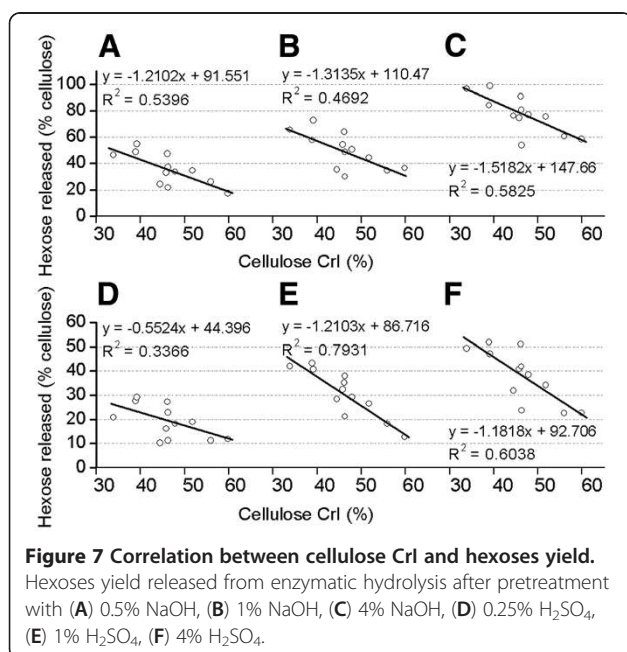 A B C
y = -1.2102x + 91.551 y = -1.3135x + 110.47
R² = 0.5396 R² = 0.4692
y = -1.5182x + 147.66
R² = 0.5825
Hexose released (% cellulose)
100
80
60
40
20
0
30 40 50 60 30 40 50 60 30 40 50 60
Cellulose CrI (%) Cellulose CrI (%)
D E F
y = -0.5524x + 44.396 y = -1.2103x + 86.716
R² = 0.3366 R² = 0.7931
y = -1.1818x + 92.706
R² = 0.6038
Hexose released (% cellulose)
60
50
40
30
20
10
0
30 40 50 60 30 40 50 60 30 40 50 60
Cellulose CrI (%) Cellulose CrI (%)
Figure 7 Correlation between cellulose CrI and hexoses yield.
Hexoses yield released from enzymatic hydrolysis after pretreatment
with (A) 0.5% NaOH, (B) 1% NaOH, (C) 4% NaOH, (D) 0.25% H₂SO₄,
(E) 1% H₂SO₄, (F) 4% H₂SO₄.